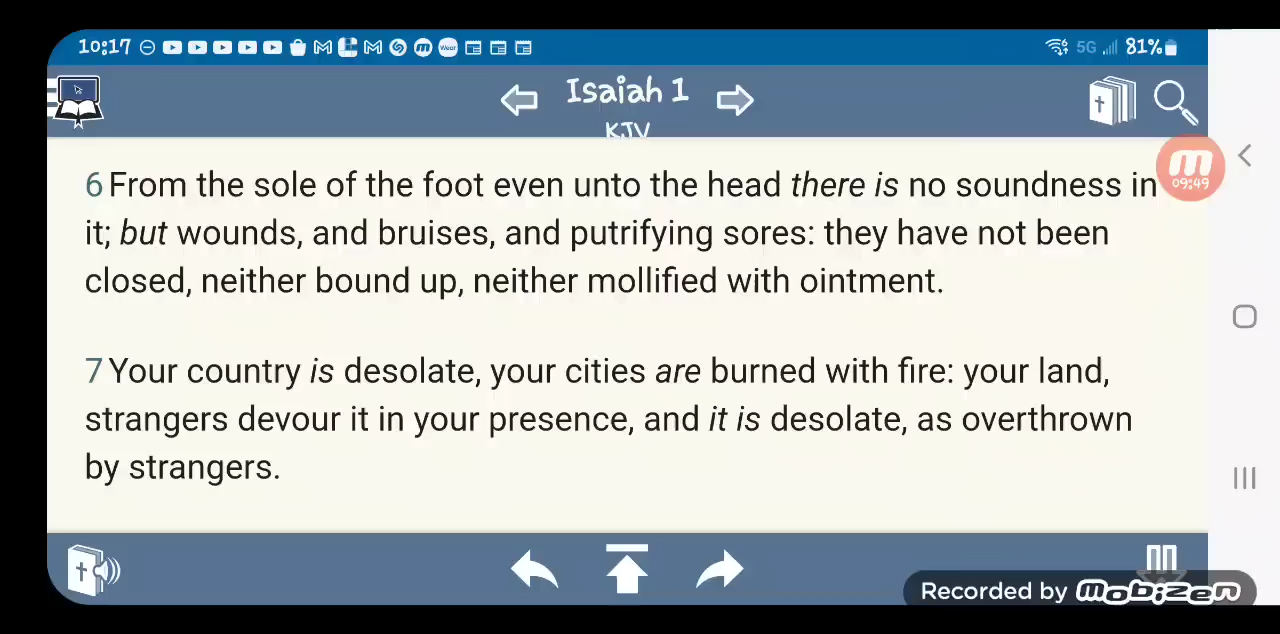 10:17
5G 81%
Isaiah 1
KJV
09:49
6 From the sole of the foot even unto the head there is no soundness in
it; but wounds, and bruises, and putrifying sores: they have not been
closed, neither bound up, neither mollified with ointment.
7 Your country is desolate, your cities are burned with fire: your land,
strangers devour it in your presence, and it is desolate, as overthrown
by strangers.
Recorded by Mobizen